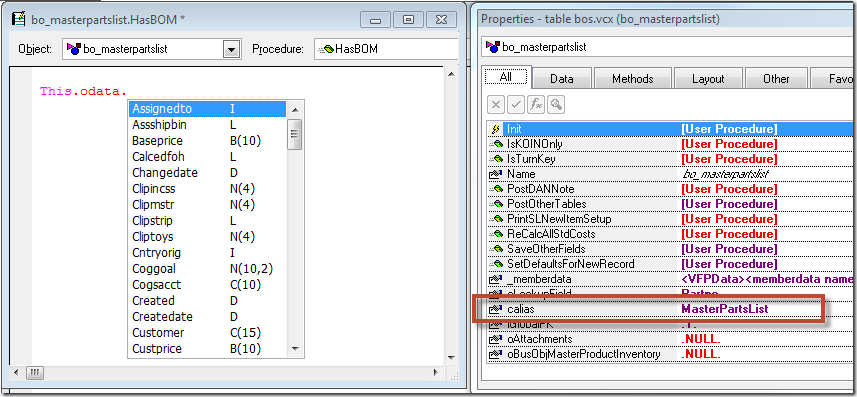 bo_masterpartslist.HasBOM *
Object: bo_masterpartslist Procedure: HasBOM
This.odata.
Assignedto I
Assshipbin L
Baseprice B(10)
Calcedfoh L
Changedate D
Clipincss N(4)
Clipmstr N(4)
Clipstrip L
Cliptoys N(4)
Cntryorig I
Coggoal N(10,2)
Cogsacct C(10)
Created D
Createdate D
Customer C(15)
Custprice B(10)
Properties - table bos.vcx (bo_masterpartslist)
bo_masterpartslist
All Data Methods Layout Other Favo
Init [User Procedure]
IsKOINOnly [User Procedure]
IsTurnKey [User Procedure]
Name bo_masterpartslist
PostDANNote [User Procedure]
PostOtherTables [User Procedure]
PrintSLNewItemSetup [User Procedure]
ReCalcAllStdCosts [User Procedure]
SaveOtherFields [User Procedure]
SetDefaultsForNewRecord [User Procedure]
_memberdata <VFPData><memberdata name
cLookupField Partno
calias MasterPartsList
lGlobalPK .T.
oAttachments .NULL.
oBusObjMasterProductInventory .NULL.